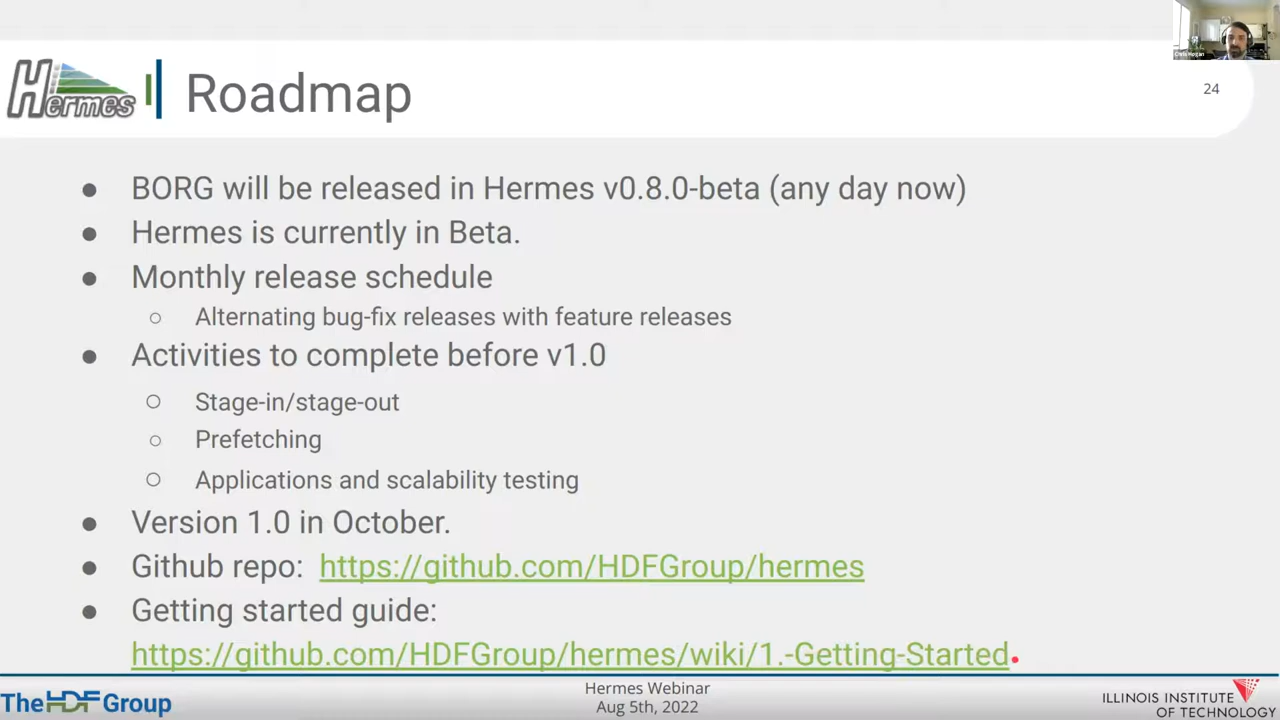 Chris Hogan
Hermes
Roadmap
24
● BORG will be released in Hermes v0.8.0-beta (any day now)
● Hermes is currently in Beta.
● Monthly release schedule
○ Alternating bug-fix releases with feature releases
● Activities to complete before v1.0
○ Stage-in/stage-out
○ Prefetching
○ Applications and scalability testing
● Version 1.0 in October.
● Github repo: https://github.com/HDFGroup/hermes
● Getting started guide:
https://github.com/HDFGroup/hermes/wiki/1.-Getting-Started
The HDF Group
Hermes Webinar
Aug 5th, 2022
ILLINOIS INSTITUTE
OF TECHNOLOGY